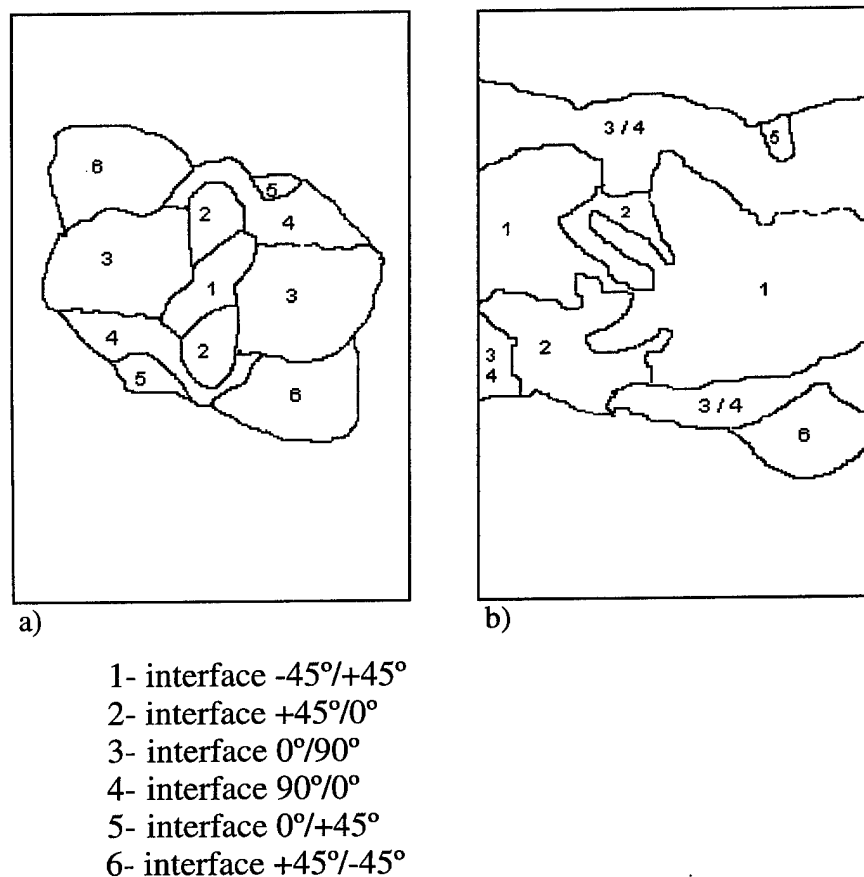 6
5
2
4
3
1
3
4
2
5
6
a)
3 / 4
5
2
1
1
2
3
4
3 / 4
6
b)
1- interface -45º/+45º
2- interface +45º/0º
3- interface 0º/90º
4- interface 90º/0º
5- interface 0º/+45º
6- interface +45º/-45º